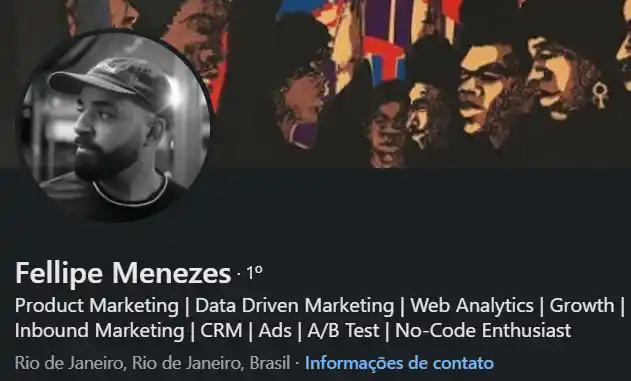 Fellipe Menezes · 1º
Product Marketing | Data Driven Marketing | Web Analytics | Growth |
Inbound Marketing | CRM | Ads | A/B Test | No-Code Enthusiast
Rio de Janeiro, Rio de Janeiro, Brasil · Informações de contato